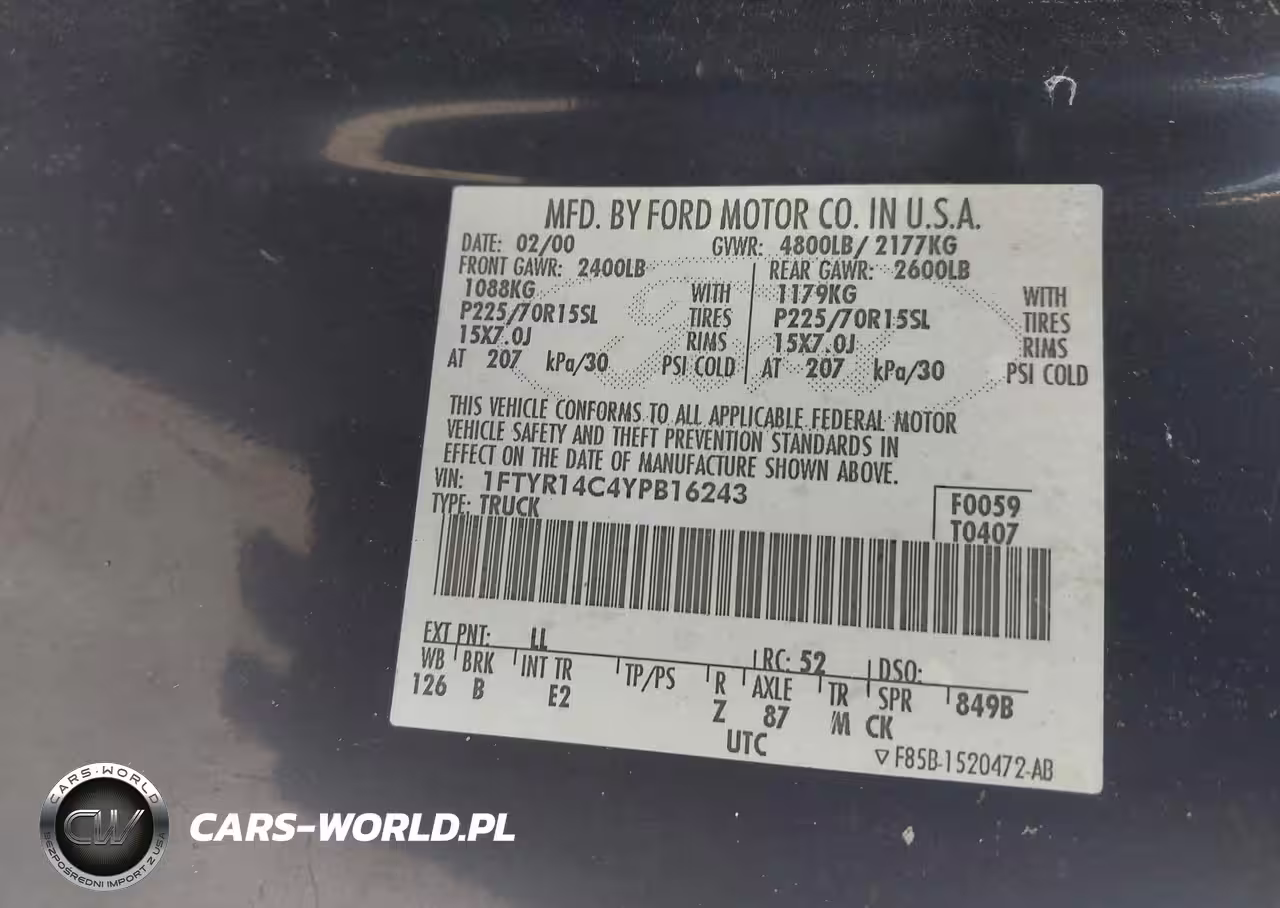 MFD. BY FORD MOTOR CO. IN U.S.A.
DATE: 02/00 GVWR: 4800LB/ 2177KG
FRONT GAWR: 2400LB REAR GAWR: 2600LB
1088KG WITH 1179KG WITH
P225/70R15SL TIRES P225/70R15SL TIRES
15X7.0J RIMS 15X7.0J RIMS
AT 207 kPa/30 PSI COLD AT 207 kPa/30 PSI COLD
THIS VEHICLE CONFORMS TO ALL APPLICABLE FEDERAL MOTOR
VEHICLE SAFETY AND THEFT PREVENTION STANDARDS IN
EFFECT ON THE DATE OF MANUFACTURE SHOWN ABOVE.
VIN: 1FTYR14C4YPB16243
F0059
TYPE: TRUCK
T0407
EXT PNT: LL RC: 52 DSO:
WB BRK INT TR TP/PS R AXLE TR SPR 849B
126 B E2 Z 87 /M CK
UTC
▽F85B-1520472-AB
CARS-WORLD
CW
BEZPOŚREDNI IMPORT Z USA
CARS-WORLD.PL